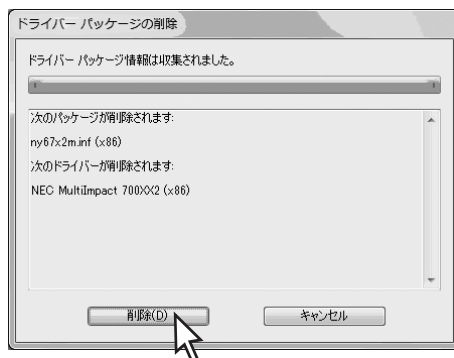 ドライバー パッケージの削除
ドライバー パッケージ情報は収集されました。
次のパッケージが削除されます:
ny67x2m.inf (x86)
次のドライバーが削除されます:
NEC MultiImpact 700XX2 (x86)
削除(D)
キャンセル